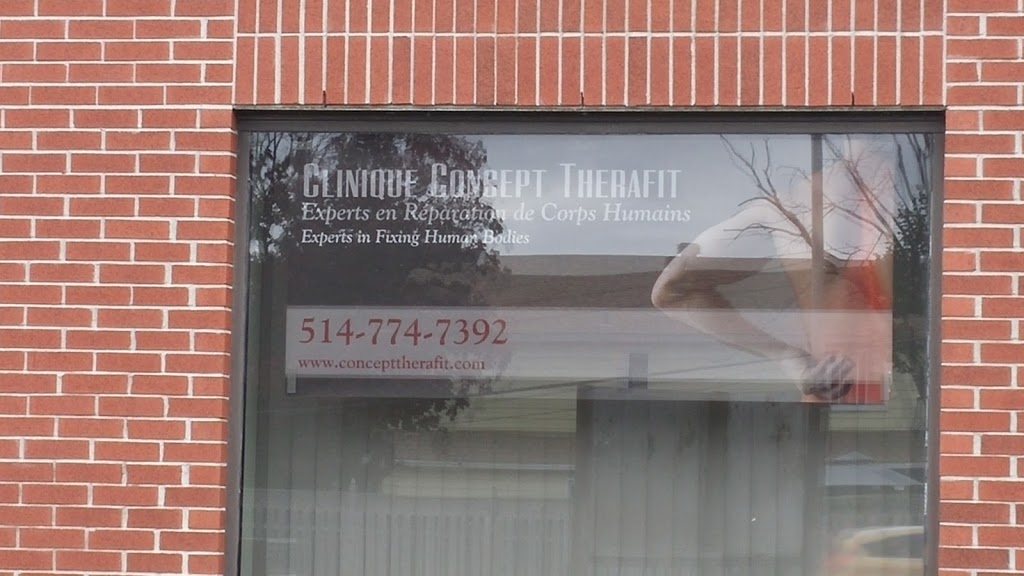 CLINIQUE CONCEPT THERAFIT
Experts en Réparation de Corps Humains
Experts in Fixing Human Bodies
514-774-7392
www.concepttherafit.com